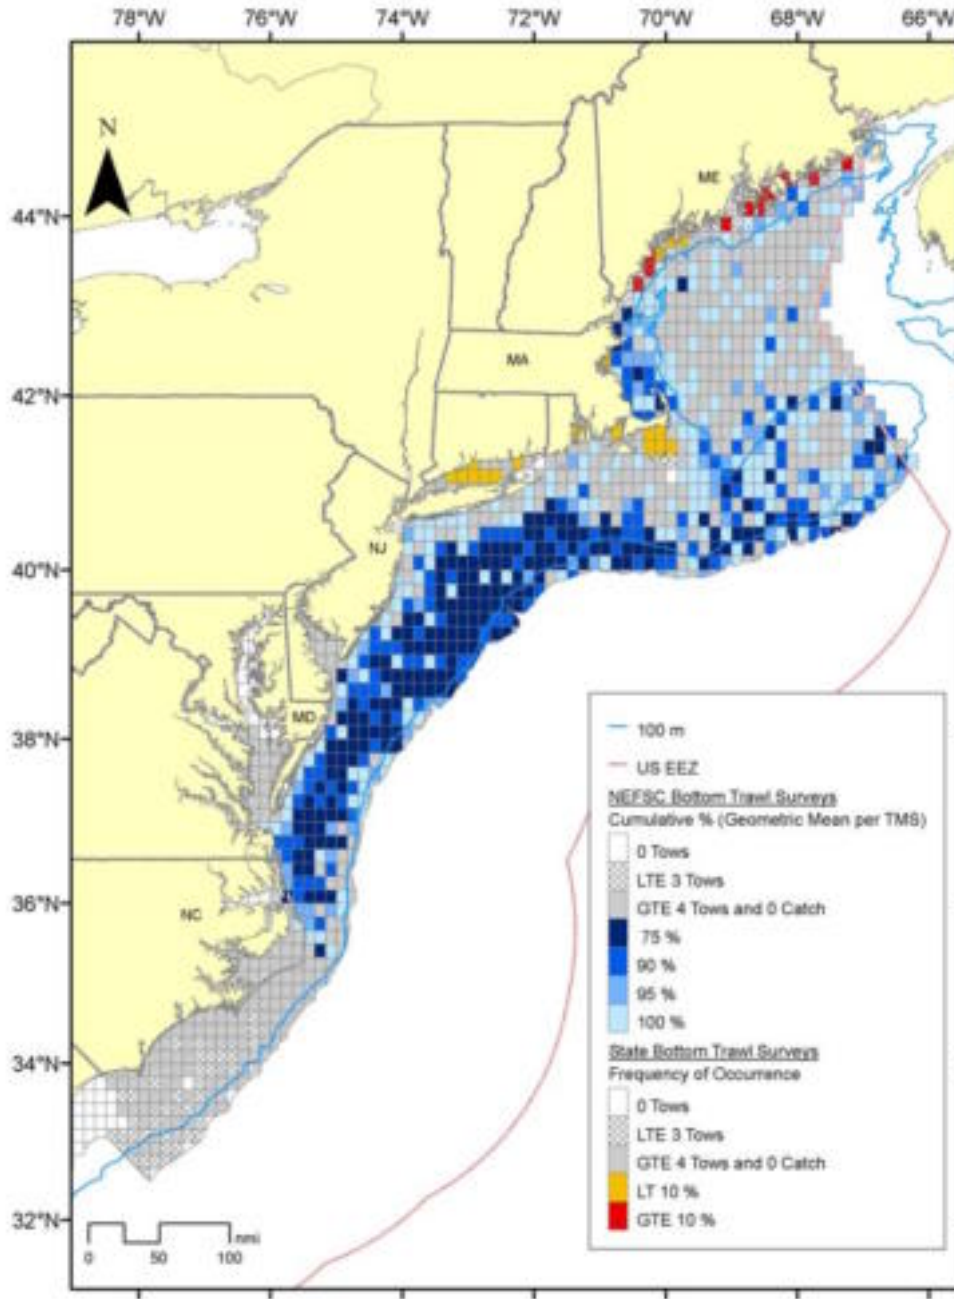 78°W 76°W 74°W 72°W 70°W 68°W 66°W
N
ME
44°N
MA
42°N
NJ
40°N
MD
38°N
100 m
US EEZ
NEFSC Bottom Trawl Surveys
Cumulative % (Geometric Mean per TMS)
0 Tows
LTE 3 Tows
36°N
NC
GTE 4 Tows and 0 Catch
75 %
90 %
95 %
100 %
34°N
State Bottom Trawl Surveys
Frequency of Occurrence
0 Tows
LTE 3 Tows
GTE 4 Tows and 0 Catch
LT 10 %
GTE 10 %
32°N
nmi
0 50 100